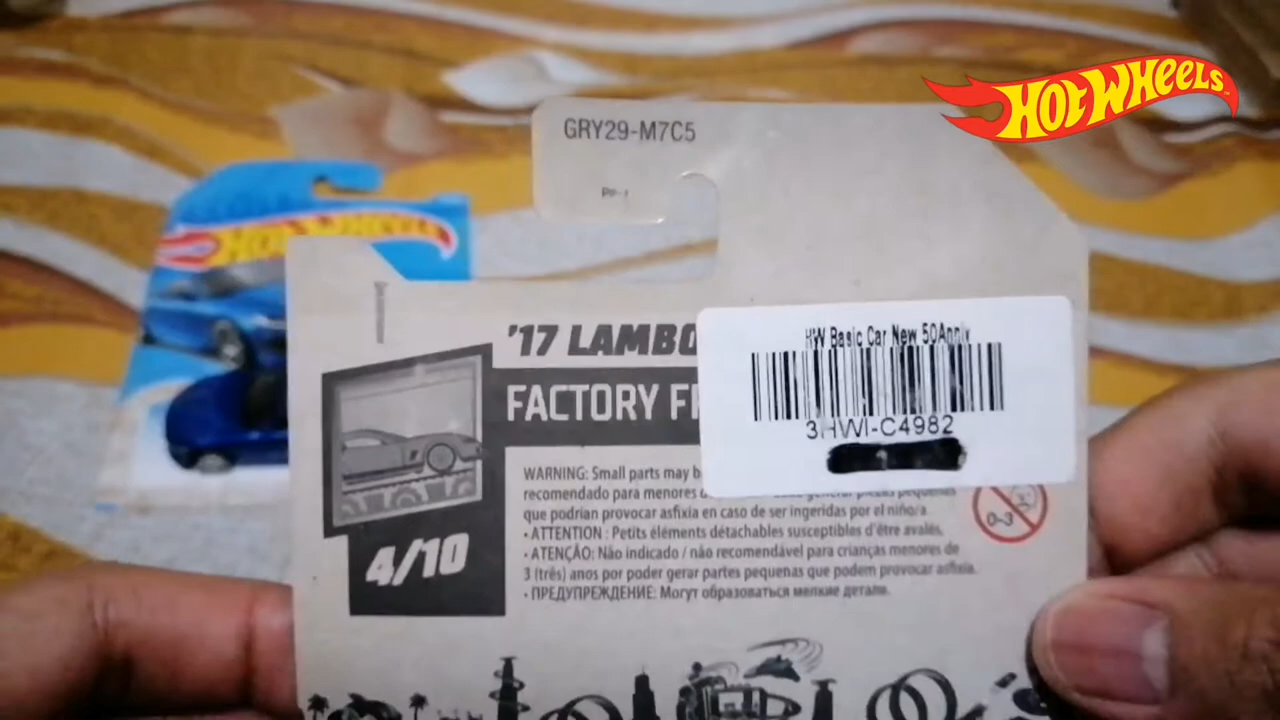 HOT WHEELS
GRY29-M7C5
HOT WHEELS
'17 LAMBO
FACTORY F
HW Basic Car New 50Anniv
3HWI-C4982
4/10
WARNING: Small parts may b
recomendado para menores
que podrían provocar asfixia en caso de ser ingeridas por el niño/a
• ATTENTION : Petits éléments détachables susceptibles d'être avalés.
• ATENÇÃO: Não indicado / não recomendável para crianças menores de
3 (três) anos por poder gerar partes pequenas que podem provocar asfixia.
• ПРЕДУПРЕЖДЕНИЕ: Могут образоваться мелкие детали.
0-3